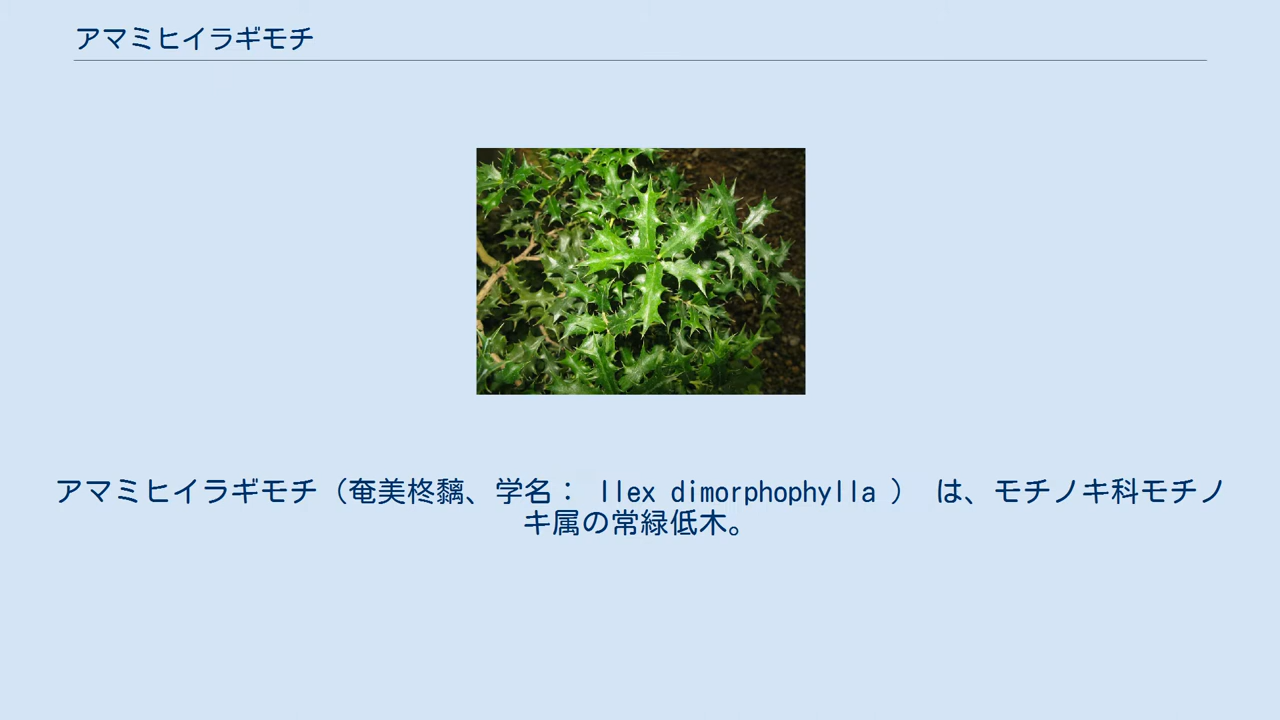 アマミヒイラギモチ
アマミヒイラギモチ（奄美柊黐、学名： Ilex dimorphophylla ） は、モチノキ科モチノ
キ属の常緑低木。